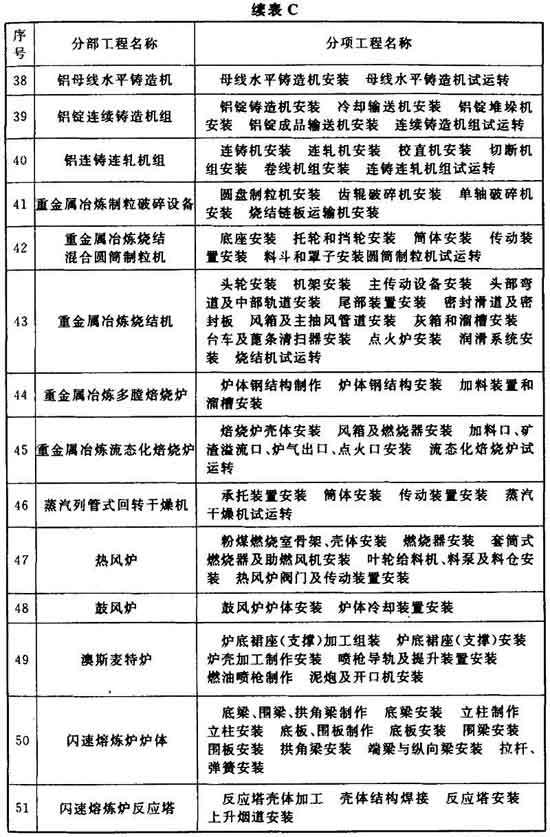 续表C
序号 分部工程名称 分项工程名称
38 铝母线水平铸造机 母线水平铸造机安装 母线水平铸造机试运转
39 铝锭连续铸造机组 铝锭铸造机安装 冷却输送机安装 铝锭堆垛机
安装 铝锭成品输送机安装 连续铸造机组试运转
40 铝连铸连轧机组 连铸机安装 连轧机安装 校直机安装 切断机
组安装 卷线机组安装 连铸连轧机组试运转
41 重金属冶炼制粒破碎设备 圆盘制粒机安装 齿辊破碎机安装 单轴破碎机
安装 烧结链板运输机安装
42 重金属冶炼烧结
混合圆筒制粒机 底座安装 托轮和挡轮安装 筒体安装 传动装
置安装 料斗和罩子安装圆筒制粒机试运转
43 重金属冶炼烧结机 头轮安装 机架安装 主传动设备安装 头部弯
道及中部轨道安装 尾部装置安装 密封滑道及密
封板 风箱及主抽风管道安装 灰箱和溜槽安装
台车及蓖条清扫器安装 点火炉安装 润滑系统安
装 烧结机试运转
44 重金属冶炼多膛焙烧炉 炉体钢结构制作 炉体钢结构安装 加料装置和
溜槽安装
45 重金属冶炼流态化焙烧炉 焙烧炉壳体安装 风箱及燃烧器安装 加料口、矿
渣溢流口、炉气出口、点火口安装 流态化焙烧炉试
运转
46 蒸汽列管式回转干燥机 承托装置安装 筒体安装 传动装置安装 蒸汽
干燥机试运转
47 热风炉 粉煤燃烧室骨架、壳体安装 燃烧器安装 套筒式
燃烧器及助燃风机安装 叶轮给料机、料泵及料仓安
装 热风炉阀门及传动装置安装
48 鼓风炉 鼓风炉炉体安装 炉体冷却装置安装
49 澳斯麦特炉 炉底裙座(支撑)加工组装 炉底裙座(支撑)安装
炉壳加工制作安装 喷枪导轨及提升装置安装
燃油喷枪制作 泥炮及开口机安装
50 闪速熔炼炉炉体 底梁、围梁、拱角梁制作 底梁安装 立柱制作
立柱安装 底板、围板制作 底板安装 围梁安装
围板安装 拱角梁安装 端梁与纵向梁安装 拉杆、
弹簧安装
51 闪速熔炼炉反应塔 反应塔壳体加工 壳体结构焊接 反应塔安装
上升烟道安装